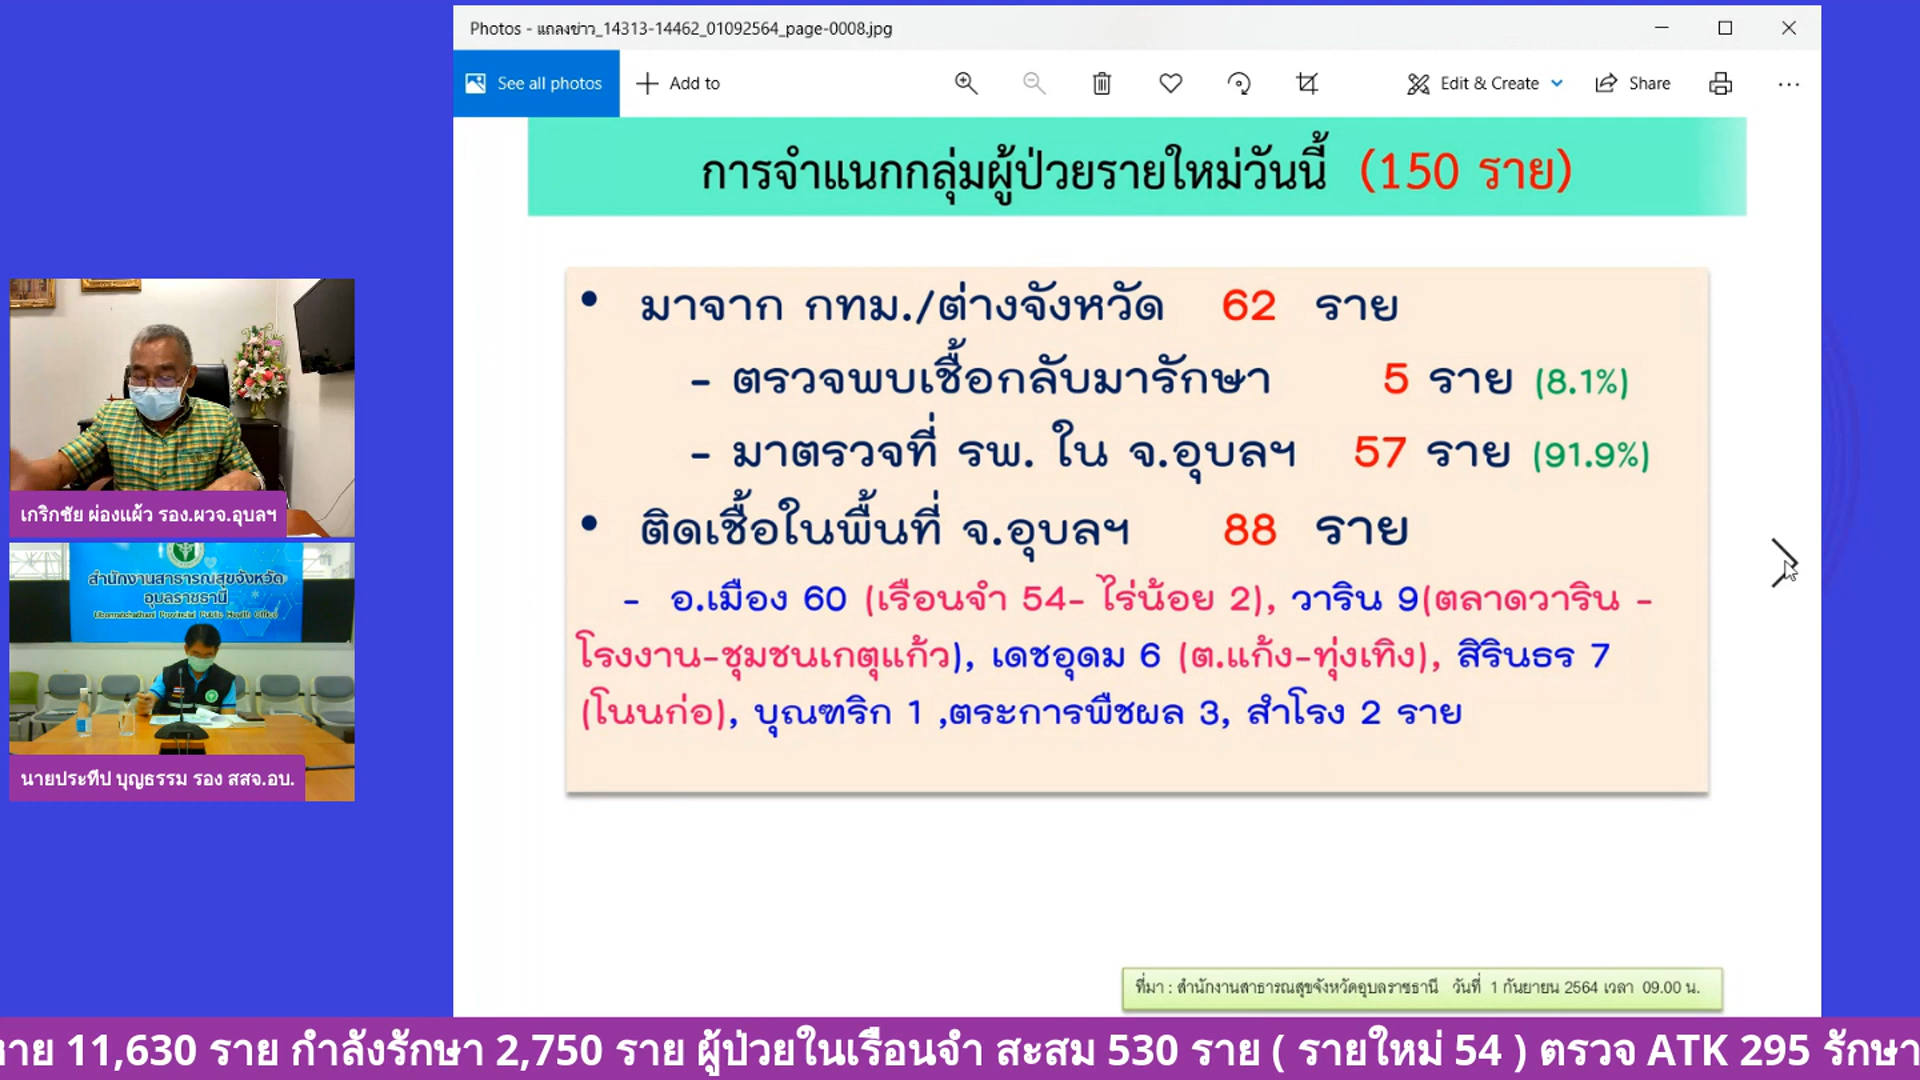 Photos - แถลงข่าว_14313-14462_01092564_page-0008.jpg
See all photos
Add to
Edit & Create
Share
การจำแนกกลุ่มผู้ป่วยรายใหม่วันนี้ (150 ราย)
• มาจาก กทม./ต่างจังหวัด 62 ราย
- ตรวจพบเชื้อกลับมารักษา 5 ราย (8.1%)
- มาตรวจที่ รพ. ใน จ.อุบลฯ 57 ราย (91.9%)
• ติดเชื้อในพื้นที่ จ.อุบลฯ 88 ราย
- อ.เมือง 60 (เรือนจำ 54- ไร่น้อย 2), วาริน 9(ตลาดวาริน -
โรงงาน-ชุมชนเกตุแก้ว), เดชอุดม 6 (ต.แก้ง-ทุ่งเทิง), สิรินธร 7
(โนนก่อ), บุณฑริก 1 ,ตระการพืชผล 3, สำโรง 2 ราย
ที่มา : สำนักงานสาธารณสุขจังหวัดอุบลราชธานี วันที่ 1 กันยายน 2564 เวลา 09.00 น.
เกริกชัย ผ่องแผ้ว รอง.ผวจ.อุบลฯ
สำนักงานสาธารณสุขจังหวัด
อุบลราชธานี
Ubonratchathani Provincial Public Health Office
นายประทีป บุญธรรม รอง สสจ.อบ.
หาย 11,630 ราย กำลังรักษา 2,750 ราย ผู้ป่วยในเรือนจำ สะสม 530 ราย ( รายใหม่ 54 ) ตรวจ ATK 295 รักษา